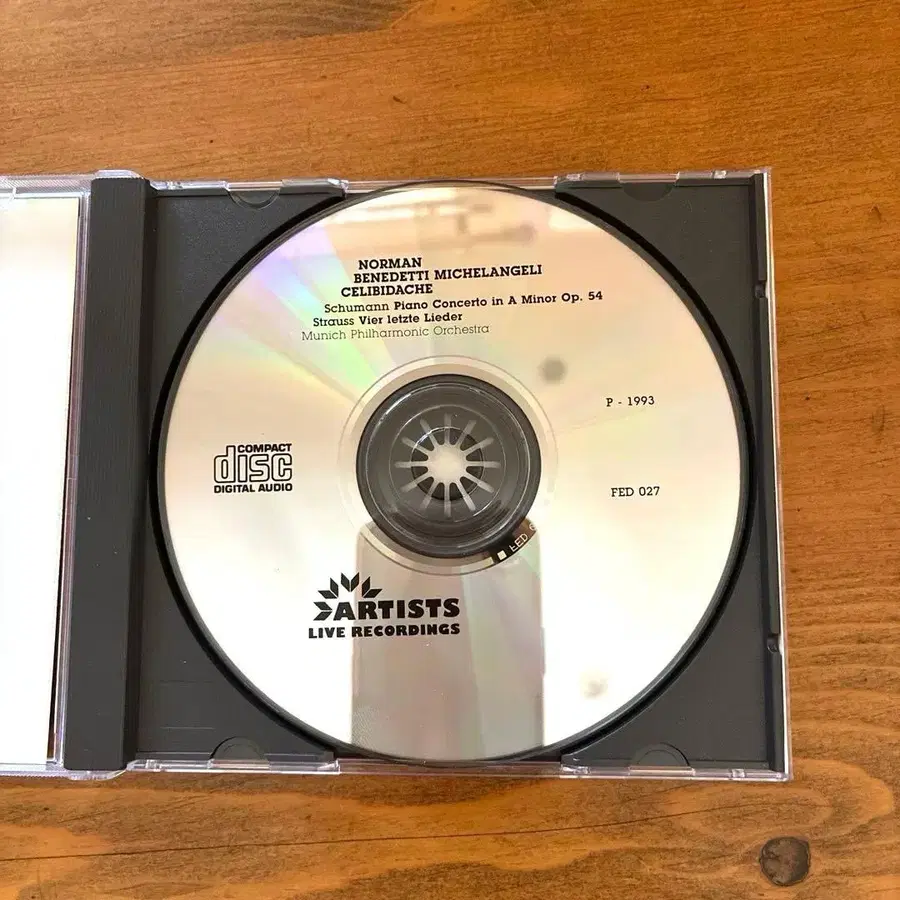 NORMAN
BENEDETTI MICHELANGELI
CELIBIDACHE
Schumann Piano Concerto in A Minor Op. 54
Strauss Vier letzte Lieder
Munich Philharmonic Orchestra
P - 1993
COMPACT
disc
DIGITAL AUDIO
FED 027
FED
ARTISTS
LIVE RECORDINGS